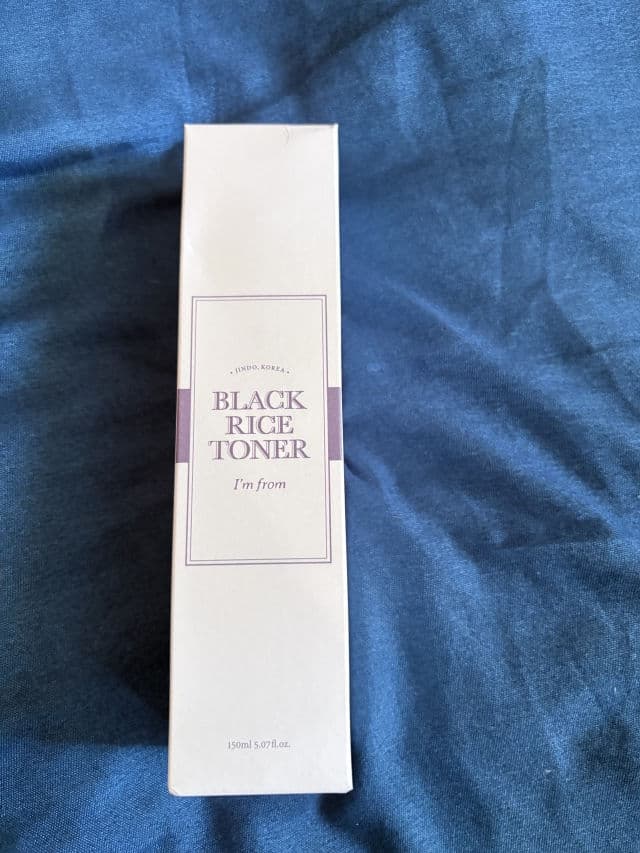 • JINDO, KOREA •
BLACK
RICE
TONER
I'm from
150ml 5.07fl.oz.